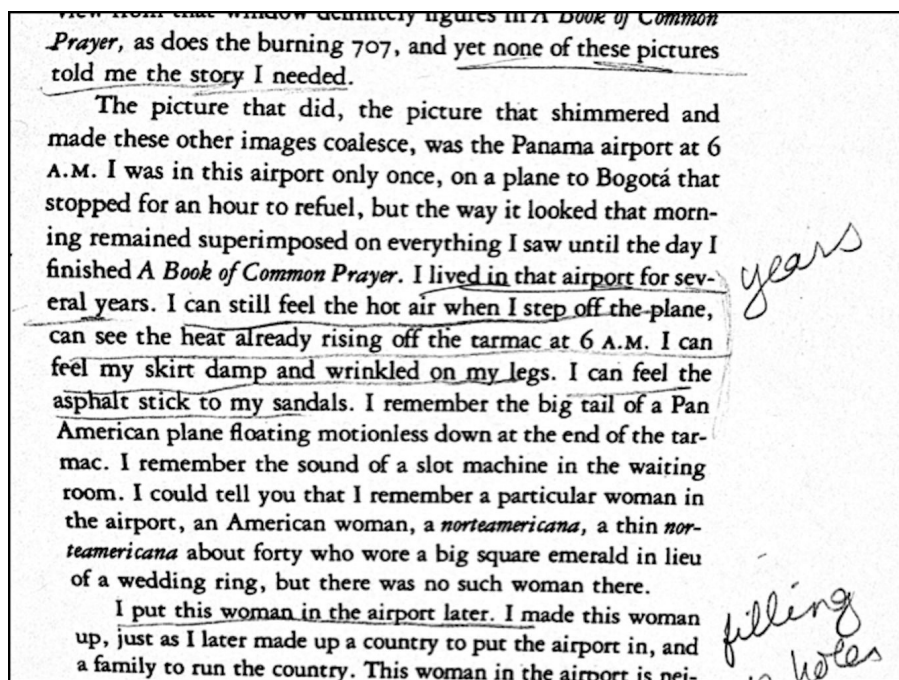 view from that window definitely figures in A Book of Common
Prayer, as does the burning 707, and yet none of these pictures
told me the story I needed.
The picture that did, the picture that shimmered and
made these other images coalesce, was the Panama airport at 6
A.M. I was in this airport only once, on a plane to Bogotá that
stopped for an hour to refuel, but the way it looked that morn-
ing remained superimposed on everything I saw until the day I
finished A Book of Common Prayer. I lived in that airport for sev-
eral years. I can still feel the hot air when I step off the plane,
can see the heat already rising off the tarmac at 6 A.M. I can
feel my skirt damp and wrinkled on my legs. I can feel the
asphalt stick to my sandals. I remember the big tail of a Pan
American plane floating motionless down at the end of the tar-
mac. I remember the sound of a slot machine in the waiting
room. I could tell you that I remember a particular woman in
the airport, an American woman, a norteamericana, a thin nor-
teamericana about forty who wore a big square emerald in lieu
of a wedding ring, but there was no such woman there.
I put this woman in the airport later. I made this woman
up, just as I later made up a country to put the airport in, and
a family to run the country. This woman in the airport is nei-
years
filling
holes